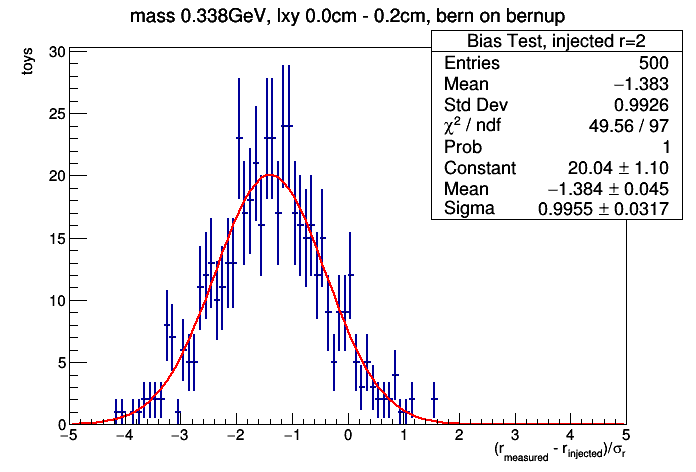 mass 0.338GeV, lxy 0.0cm - 0.2cm, bern on bernup
Bias Test, injected r=2
Entries 500
Mean −1.383
Std Dev 0.9926
χ² / ndf 49.56 / 97
Prob 1
Constant 20.04 ± 1.10
Mean −1.384 ± 0.045
Sigma 0.9955 ± 0.0317
toys
30
25
20
15
10
5
0
−5 −4 −3 −2 −1 0 1 2 3 4 5
(r_measured - r_injected)/σ_r